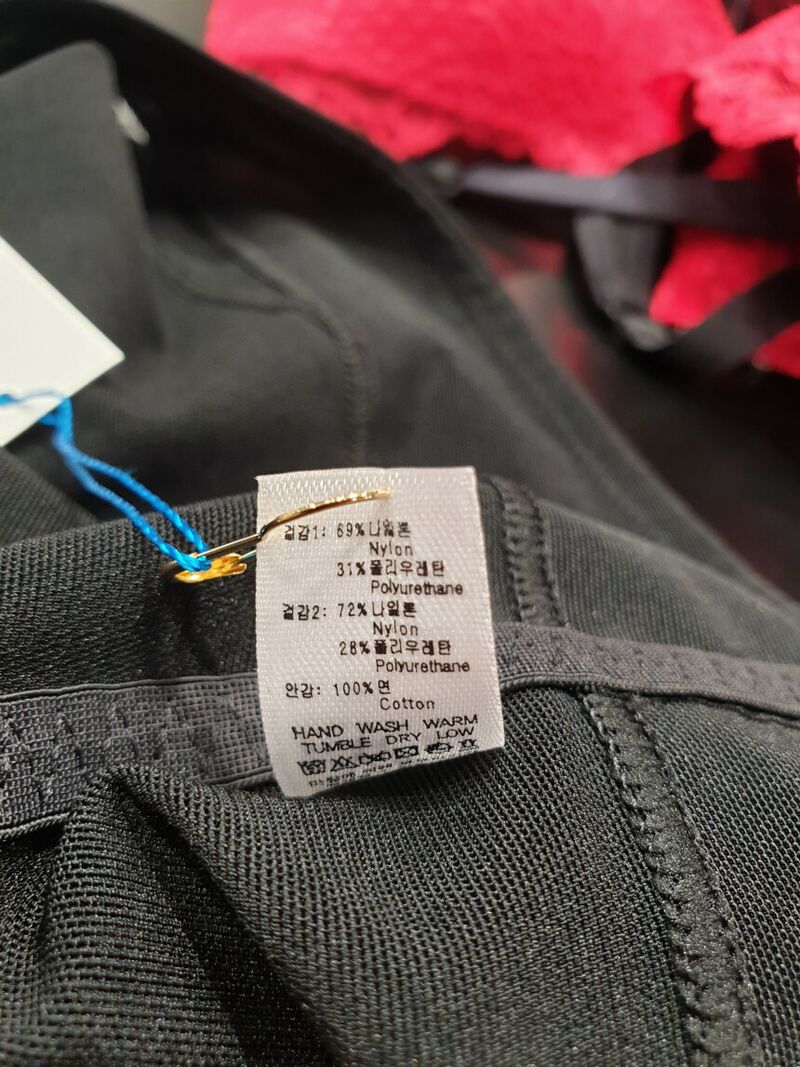 겉감1: 69%나일론
Nylon
31%폴리우레탄
Polyurethane
겉감2: 72%나일론
Nylon
28%폴리우레탄
Polyurethane
안감: 100%면
Cotton
HAND WASH WARM
TUMBLE DRY LOW